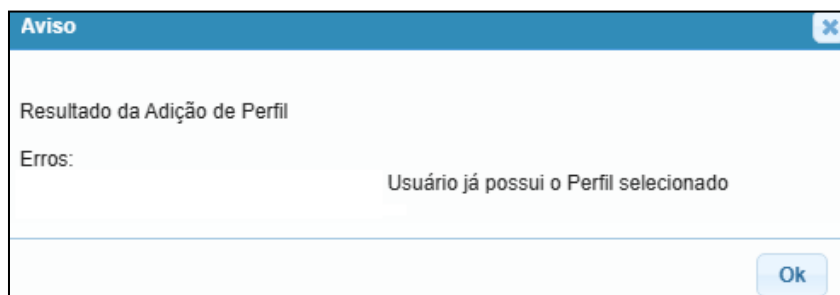 Aviso
Resultado da Adição de Perfil
Erros:
Usuário já possui o Perfil selecionado
Ok